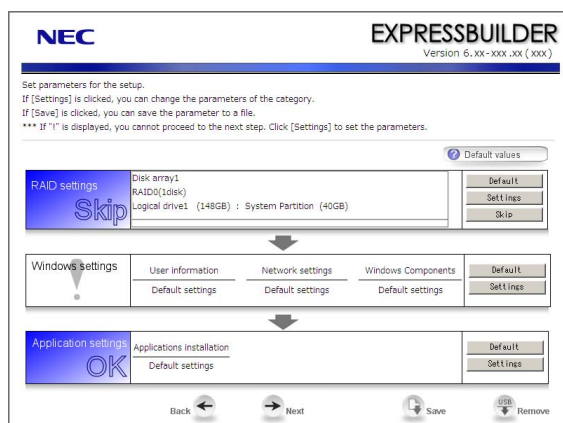 NEC
EXPRESSBUILDER
Version 6.xx-xxx.xx (xxx)
Set parameters for the setup.
If [Settings] is clicked, you can change the parameters of the category.
If [Save] is clicked, you can save the parameter to a file.
*** If "!" is displayed, you cannot proceed to the next step. Click [Settings] to set the parameters.
? Default values
RAID settings
Skip
Disk array1
RAID0(1disk)
Logical drive1 (148GB) : System Partition (40GB)
Default
Settings
Skip
Windows settings
!
User information
Default settings
Network settings
Default settings
Windows Components
Default settings
Default
Settings
Application settings
OK
Applications installation
Default settings
Default
Settings
Back
Next
Save
USB
Remove